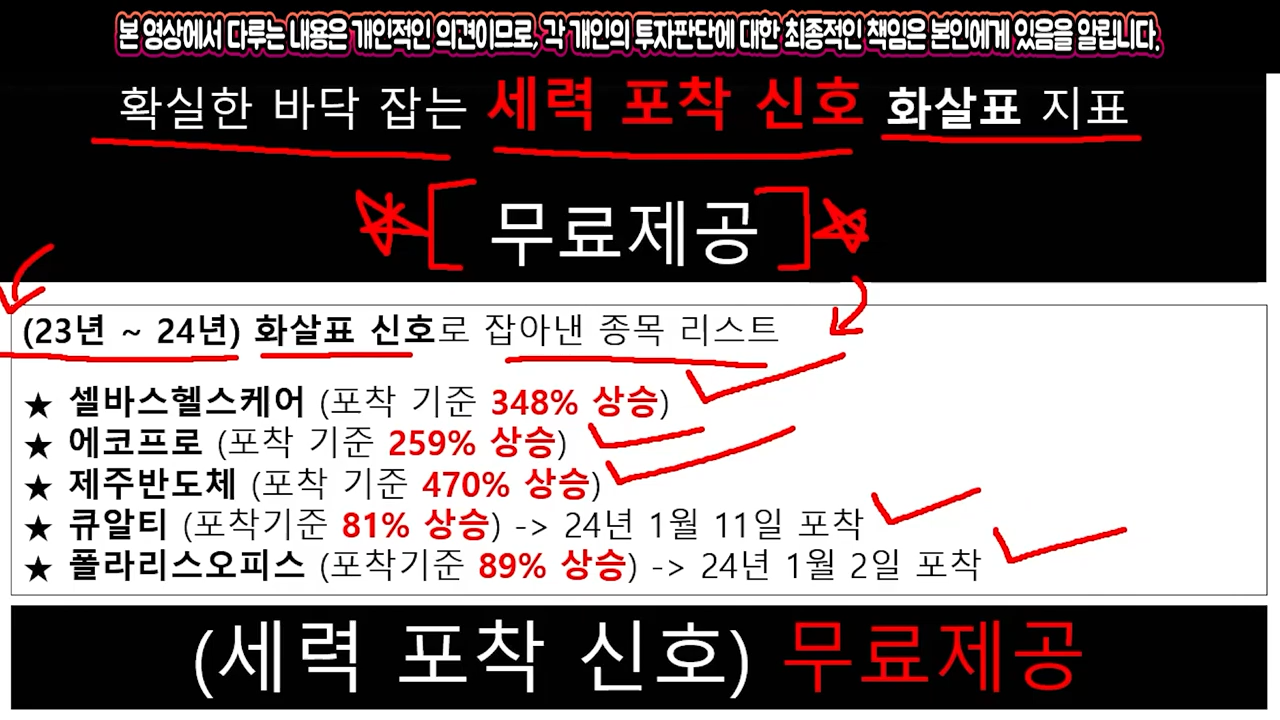 본 영상에서 다루는 내용은 개인적인 의견이므로, 각 개인의 투자판단에 대한 최종적인 책임은 본인에게 있음을 알립니다.
확실한 바닥 잡는 세력 포착 신호 화살표 지표
[무료제공]
(23년 ~ 24년) 화살표 신호로 잡아낸 종목 리스트
★ 셀바스헬스케어 (포착 기준 348% 상승)
★ 에코프로 (포착 기준 259% 상승)
★ 제주반도체 (포착 기준 470% 상승)
★ 큐알티 (포착기준 81% 상승) -> 24년 1월 11일 포착
★ 폴라리스오피스 (포착기준 89% 상승) -> 24년 1월 2일 포착
(세력 포착 신호) 무료제공